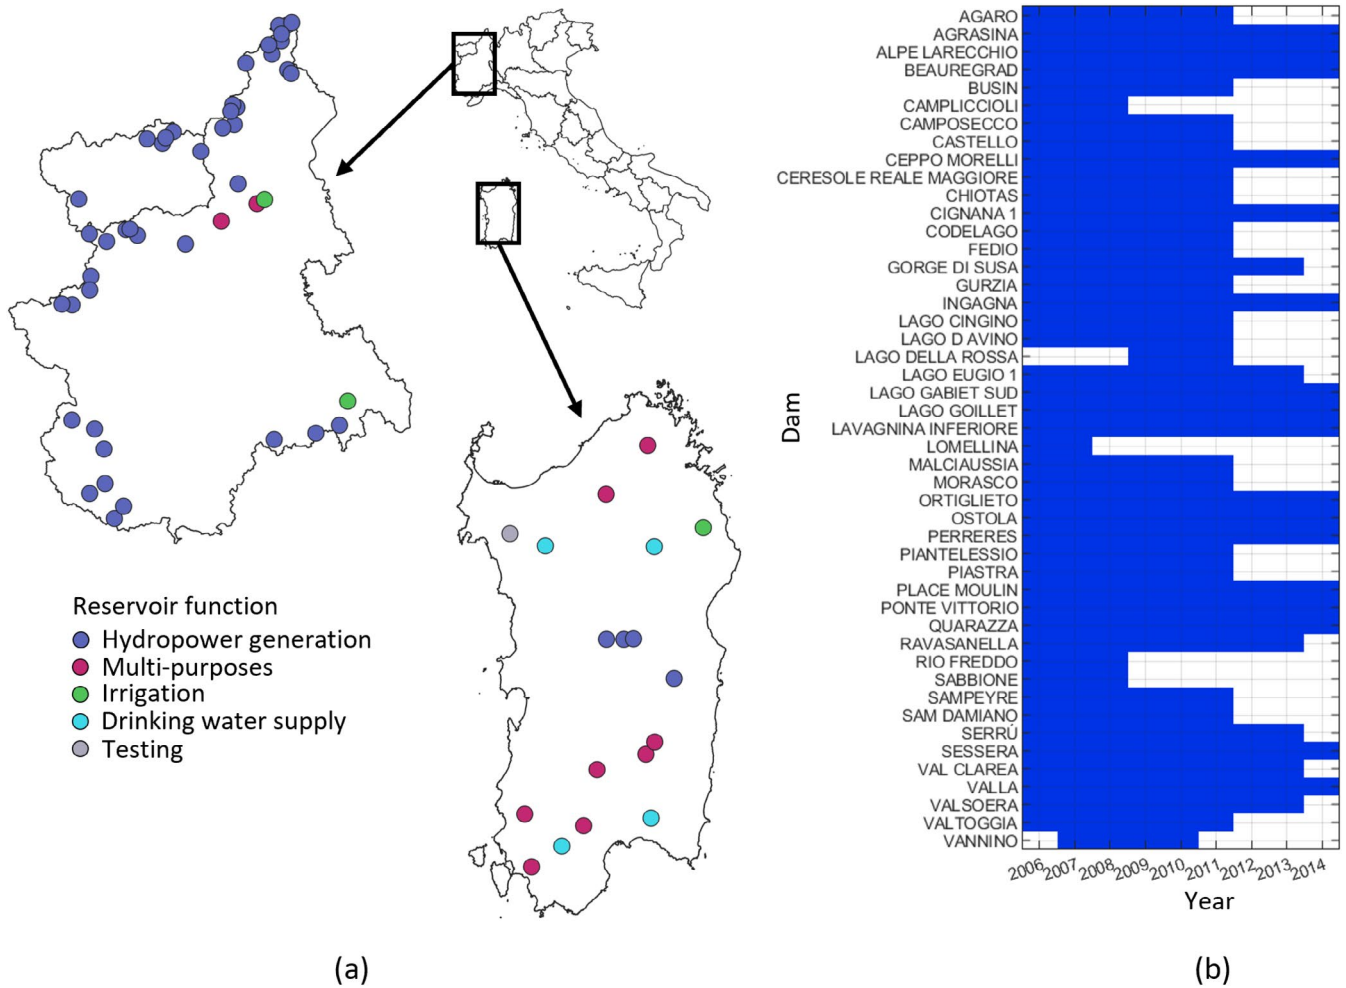 Reservoir function
Hydropower generation
Multi-purposes
Irrigation
Drinking water supply
Testing
(a)
Dam
AGARO
AGRASINA
ALPE LARECCHIO
BEAUREGRAD
BUSIN
CAMPLICCIOLI
CAMPOSECCO
CASTELLO
CEPPO MORELLI
CERESOLE REALE MAGGIORE
CHIOTAS
CIGNANA 1
CODELAGO
FEDIO
GORGE DI SUSA
GURZIA
INGAGNA
LAGO CINGINO
LAGO D AVINO
LAGO DELLA ROSSA
LAGO EUGIO 1
LAGO GABIET SUD
LAGO GOILLET
LAVAGNINA INFERIORE
LOMELLINA
MALCIAUSSIA
MORASCO
ORTIGLIETO
OSTOLA
PERRERES
PIANTELESSIO
PIASTRA
PLACE MOULIN
PONTE VITTORIO
QUARAZZA
RAVASANELLA
RIO FREDDO
SABBIONE
SAMPEYRE
SAM DAMIANO
SERRÚ
SESSERA
VAL CLAREA
VALLA
VALSOERA
VALTOGGIA
VANNINO
2006 2007 2008 2009 2010 2011 2012 2013 2014
Year
(b)